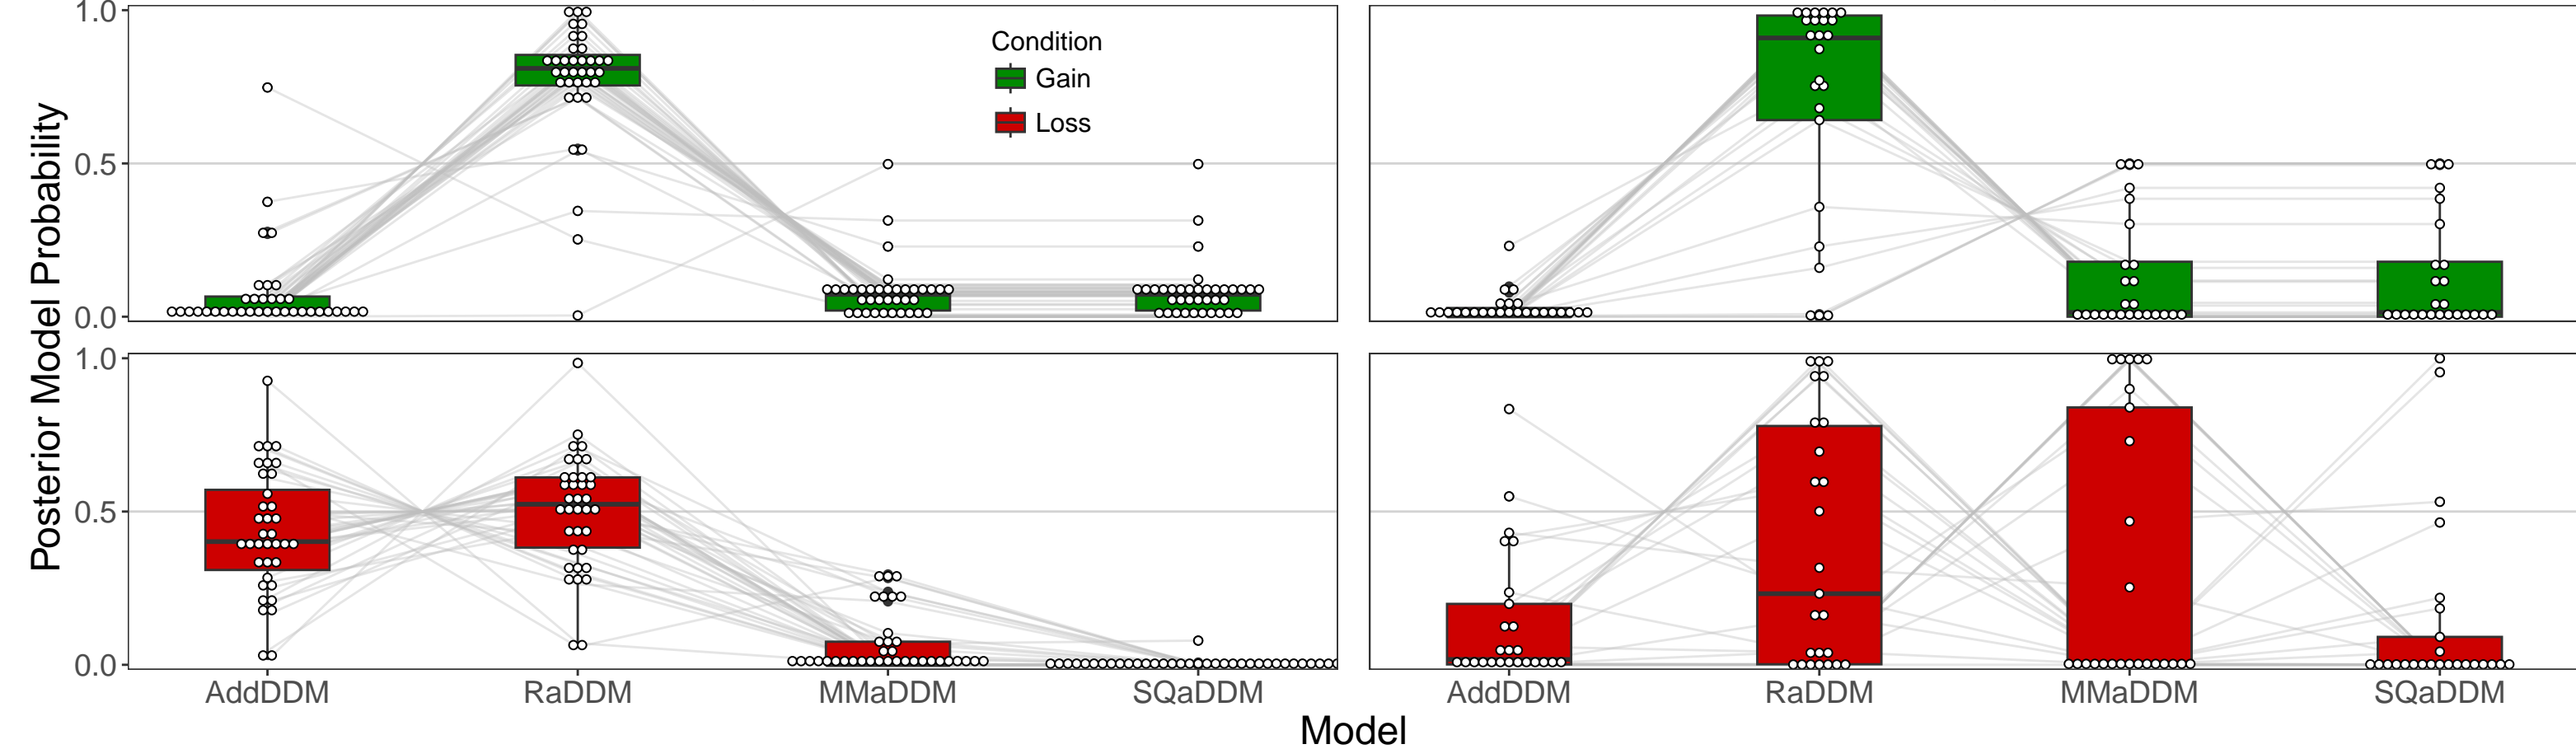 Posterior Model Probability
1.0
0.5
0.0
Condition
Gain
Loss
1.0
0.5
0.0
AddDDM RaDDM MMaDDM SQaDDM AddDDM RaDDM MMaDDM SQaDDM
Model